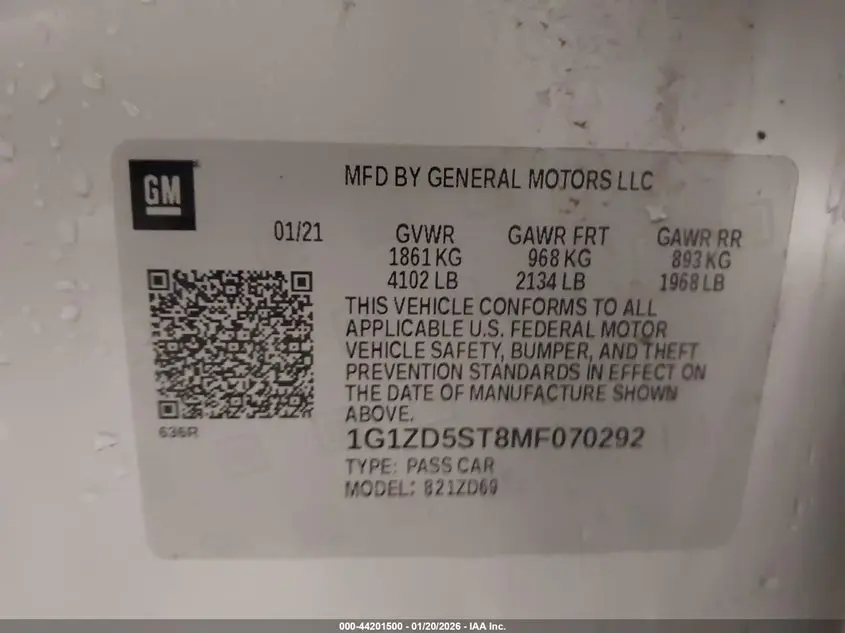 GM
MFD BY GENERAL MOTORS LLC
01/21
GVWR GAWR FRT GAWR RR
1861 KG 968 KG 893 KG
4102 LB 2134 LB 1968 LB
THIS VEHICLE CONFORMS TO ALL
APPLICABLE U.S. FEDERAL MOTOR
VEHICLE SAFETY, BUMPER, AND THEFT
PREVENTION STANDARDS IN EFFECT ON
THE DATE OF MANUFACTURE SHOWN
ABOVE.
636R
1G1ZD5ST8MF070292
TYPE: PASS CAR
MODEL: 821ZD69
000-44201500 - 01/20/2026 - IAA Inc.